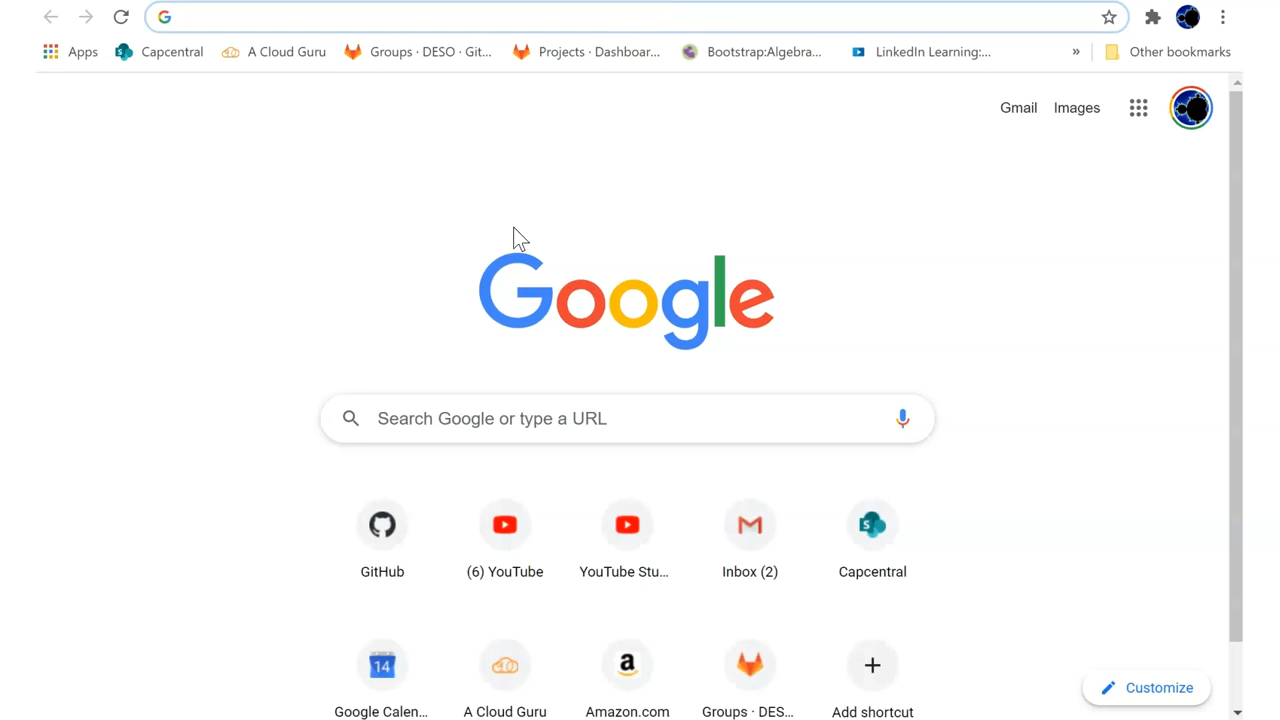 Apps Capcentral A Cloud Guru Groups · DESO · Git... Projects · Dashboar... Bootstrap:Algebra... LinkedIn Learning:... » Other bookmarks
Gmail Images
Google
Search Google or type a URL
GitHub (6) YouTube YouTube Stu... Inbox (2) Capcentral
14
a
Customize
Google Calen... A Cloud Guru Amazon.com Groups · DES... Add shortcut